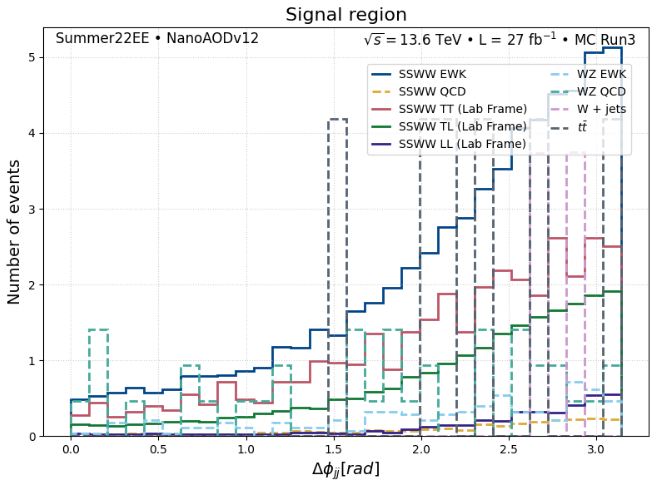 Signal region
Summer22EE • NanoAODv12
√s = 13.6 TeV • L = 27 fb⁻¹ • MC Run3
SSWW EWK
SSWW QCD
SSWW TT (Lab Frame)
SSWW TL (Lab Frame)
SSWW LL (Lab Frame)
WZ EWK
WZ QCD
W + jets
tt̄
Number of events
5
4
3
2
1
0
0.0 0.5 1.0 1.5 2.0 2.5 3.0
Δϕjj[rad]